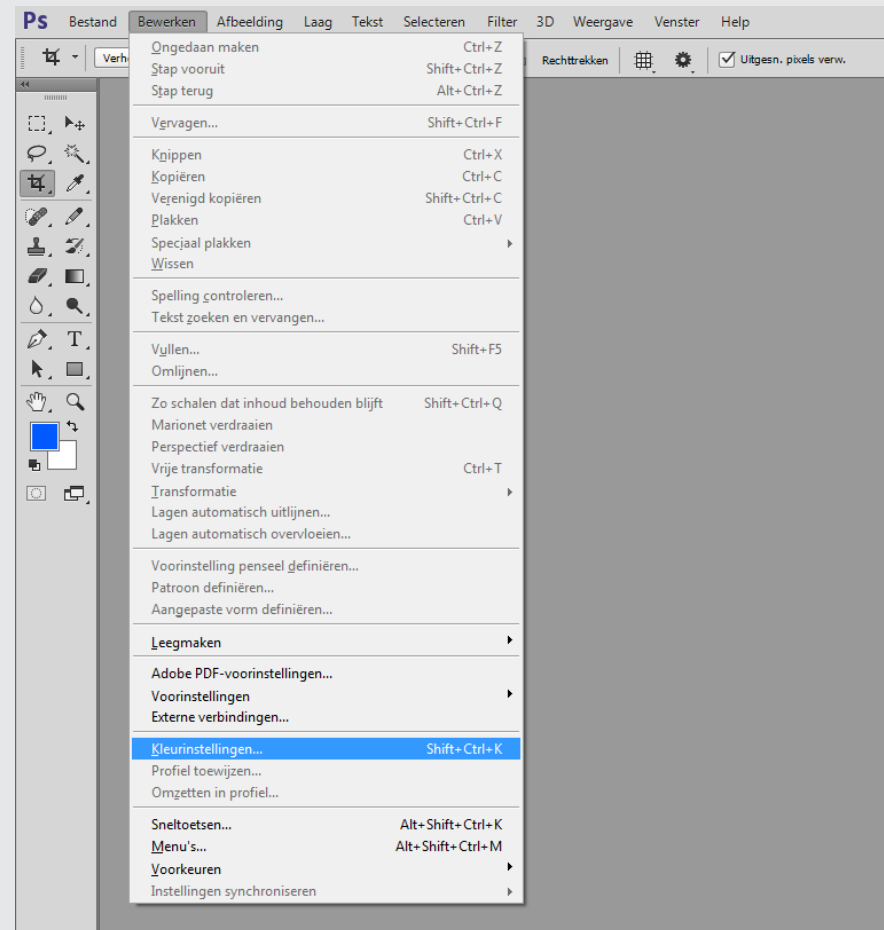 Ps Bestand Bewerken Afbeelding Laag Tekst Selecteren Filter 3D Weergave Venster Help
Rechttrekken Uitgesn. pixels verw.
Ongedaan maken Ctrl+Z
Stap vooruit Shift+Ctrl+Z
Stap terug Alt+Ctrl+Z
Vervagen... Shift+Ctrl+F
Knippen Ctrl+X
Kopiëren Ctrl+C
Verenigd kopiëren Shift+Ctrl+C
Plakken Ctrl+V
Speciaal plakken
Wissen
Spelling controleren...
Tekst zoeken en vervangen...
Vullen... Shift+F5
Omlijnen...
Zo schalen dat inhoud behouden blijft Shift+Ctrl+Q
Marionet verdraaien
Perspectief verdraaien
Vrije transformatie Ctrl+T
Transformatie
Lagen automatisch uitlijnen...
Lagen automatisch overvloeien...
Voorinstelling penseel definiëren...
Patroon definiëren...
Aangepaste vorm definiëren...
Leegmaken
Adobe PDF-voorinstellingen...
Voorinstellingen
Externe verbindingen...
Kleurinstellingen... Shift+Ctrl+K
Profiel toewijzen...
Omzetten in profiel...
Sneltoetsen... Alt+Shift+Ctrl+K
Menu's... Alt+Shift+Ctrl+M
Voorkeuren
Instellingen synchroniseren